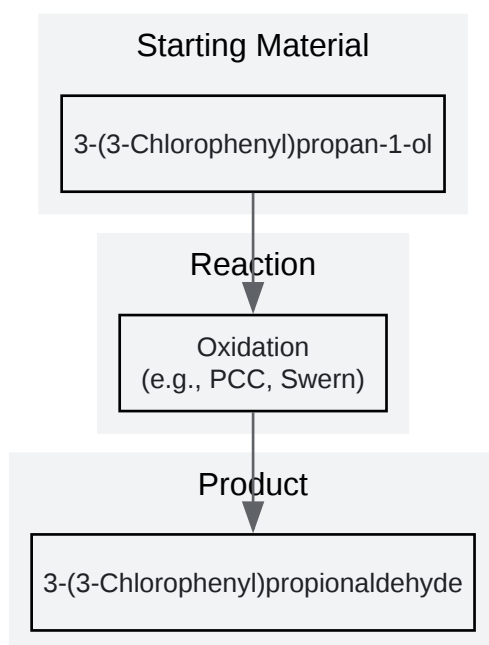 Starting Material
3-(3-Chlorophenyl)propan-1-ol
Reaction
Oxidation
(e.g., PCC, Swern)
Product
3-(3-Chlorophenyl)propionaldehyde